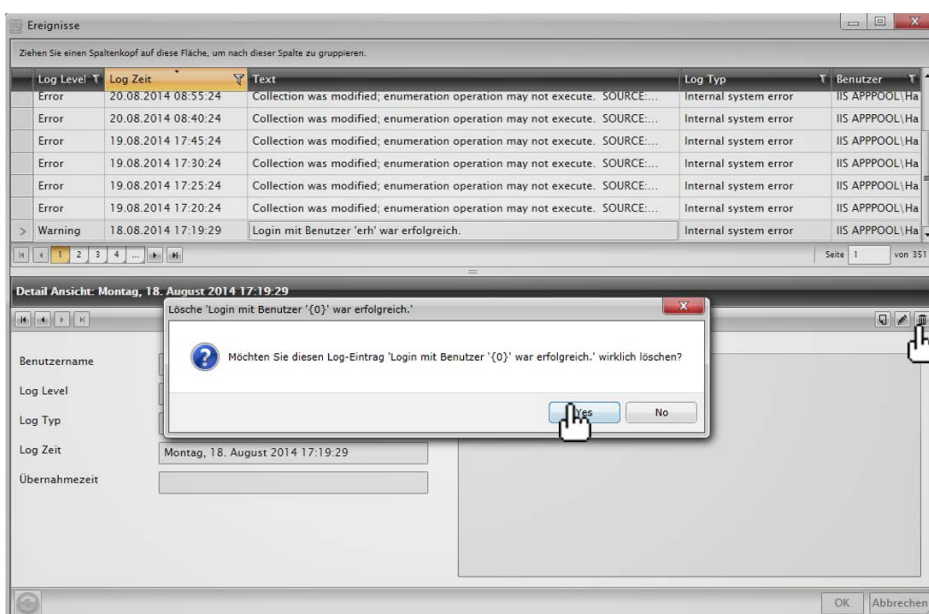 Ereignisse
Ziehen Sie einen Spaltenkopf auf diese Fläche, um nach dieser Spalte zu gruppieren.
Log Level Log Zeit Text Log Typ Benutzer
Error 20.08.2014 08:55:24 Collection was modified; enumeration operation may not execute. SOURCE:... Internal system error IIS APPPOOL\Ha
Error 20.08.2014 08:40:24 Collection was modified; enumeration operation may not execute. SOURCE:... Internal system error IIS APPPOOL\Ha
Error 19.08.2014 17:45:24 Collection was modified; enumeration operation may not execute. SOURCE:... Internal system error IIS APPPOOL\Ha
Error 19.08.2014 17:30:24 Collection was modified; enumeration operation may not execute. SOURCE:... Internal system error IIS APPPOOL\Ha
Error 19.08.2014 17:25:24 Collection was modified; enumeration operation may not execute. SOURCE:... Internal system error IIS APPPOOL\Ha
Error 19.08.2014 17:20:24 Collection was modified; enumeration operation may not execute. SOURCE:... Internal system error IIS APPPOOL\Ha
Warning 18.08.2014 17:19:29 Login mit Benutzer 'erh' war erfolgreich. Internal system error IIS APPPOOL\Ha
1 2 3 4 ... Seite 1 von 351
Detail Ansicht: Montag, 18. August 2014 17:19:29
Lösche 'Login mit Benutzer '{0}' war erfolgreich.'
Möchten Sie diesen Log-Eintrag 'Login mit Benutzer '{0}' war erfolgreich.' wirklich löschen?
Yes No
Benutzername
Log Level
Log Typ
Log Zeit Montag, 18. August 2014 17:19:29
Übernahmezeit
OK Abbrechen